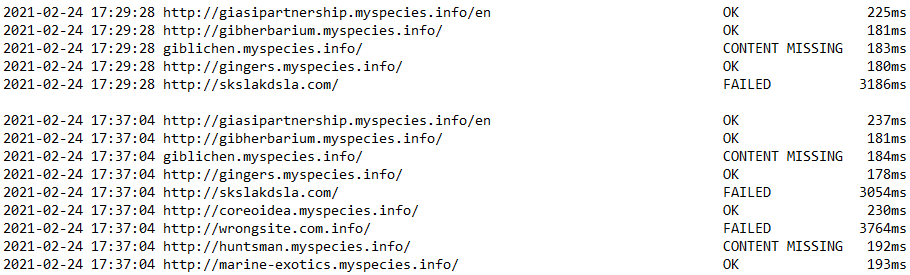 2021-02-24 17:29:28 http://giasipartnership.myspecies.info/en OK 225ms
2021-02-24 17:29:28 http://gibherbarium.myspecies.info/ OK 181ms
2021-02-24 17:29:28 giblichen.myspecies.info/ CONTENT MISSING 183ms
2021-02-24 17:29:28 http://gingers.myspecies.info/ OK 180ms
2021-02-24 17:29:28 http://skslakdsla.com/ FAILED 3186ms
2021-02-24 17:37:04 http://giasipartnership.myspecies.info/en OK 237ms
2021-02-24 17:37:04 http://gibherbarium.myspecies.info/ OK 181ms
2021-02-24 17:37:04 giblichen.myspecies.info/ CONTENT MISSING 184ms
2021-02-24 17:37:04 http://gingers.myspecies.info/ OK 178ms
2021-02-24 17:37:04 http://skslakdsla.com/ FAILED 3054ms
2021-02-24 17:37:04 http://coreoidea.myspecies.info/ OK 230ms
2021-02-24 17:37:04 http://wrongsite.com.info/ FAILED 3764ms
2021-02-24 17:37:04 http://huntsman.myspecies.info/ CONTENT MISSING 192ms
2021-02-24 17:37:04 http://marine-exotics.myspecies.info/ OK 193ms